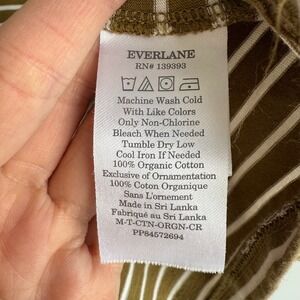 EVERLANE
RN# 139393
Machine Wash Cold
With Like Colors
Only Non-Chlorine
Bleach When Needed
Tumble Dry Low
Cool Iron If Needed
100% Organic Cotton
Exclusive of Ornamentation
100% Coton Organique
Sans L'ornement
Made in Sri Lanka
Fabriqué au Sri Lanka
M-T-CTN-ORGN-CR
PP84572694